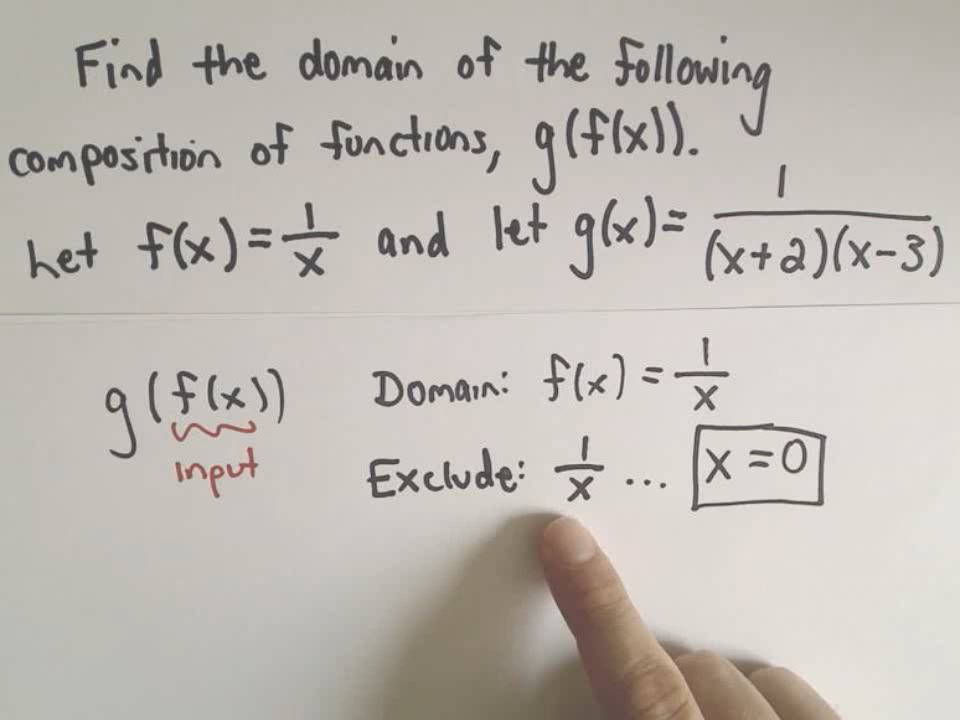 Find the domain of the following
composition of functions, g(f(x)).
Let f(x) = 1/x and let g(x) = 1/((x+2)(x-3))
g(f(x)) Domain: f(x) = 1/x
input Exclude: 1/x ... x = 0